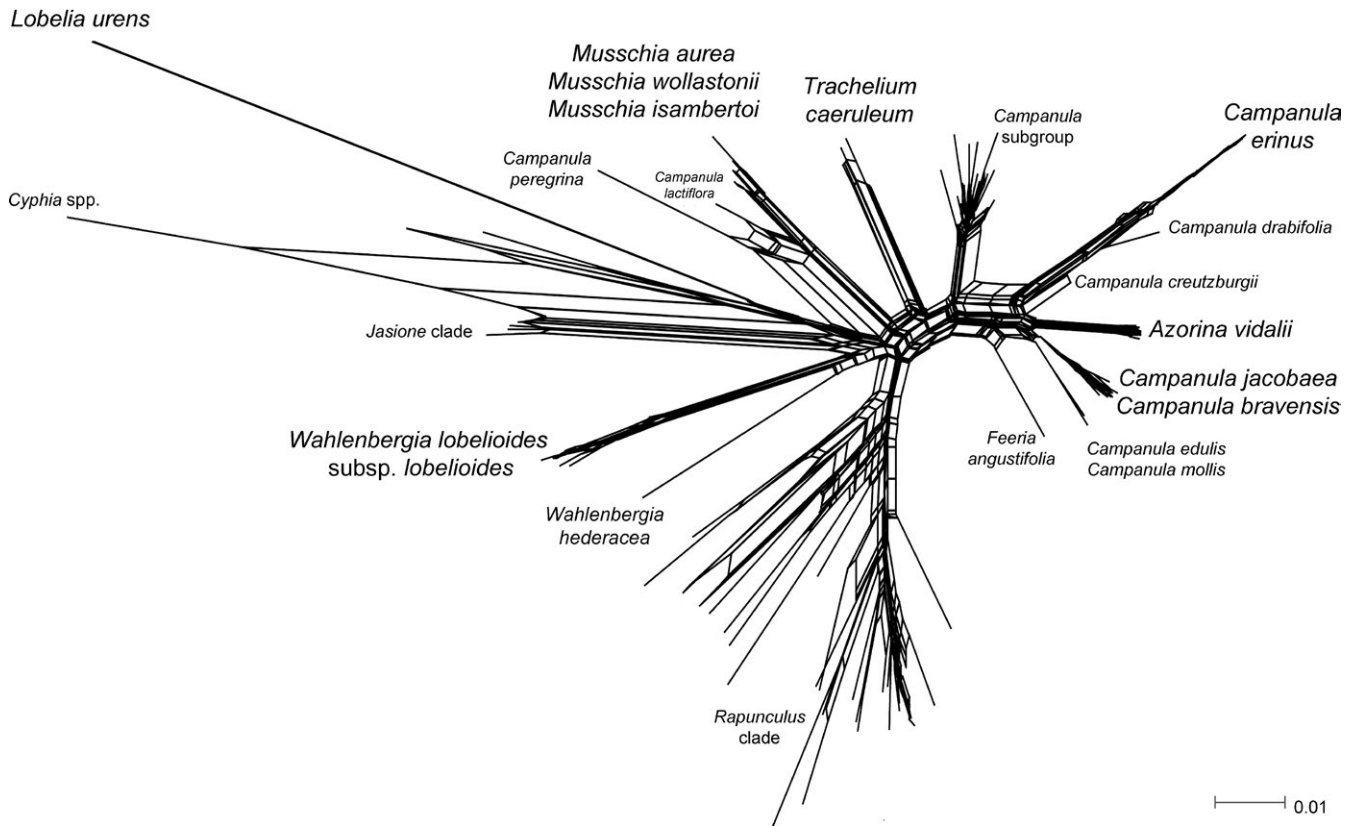 Lobelia urens
Musschia aurea
Musschia wollastonii
Musschia isambertoi
Trachelium
caeruleum
Campanula
subgroup
Campanula
erinus
Campanula
peregrina
Campanula
lactiflora
Cyphia spp.
Campanula drabifolia
Campanula creutzburgii
Jasione clade
Azorina vidalii
Campanula jacobaea
Campanula bravensis
Wahlenbergia lobelioides
subsp. lobelioides
Feeria
angustifolia
Campanula edulis
Campanula mollis
Wahlenbergia
hederacea
Rapunculus
clade
0.01